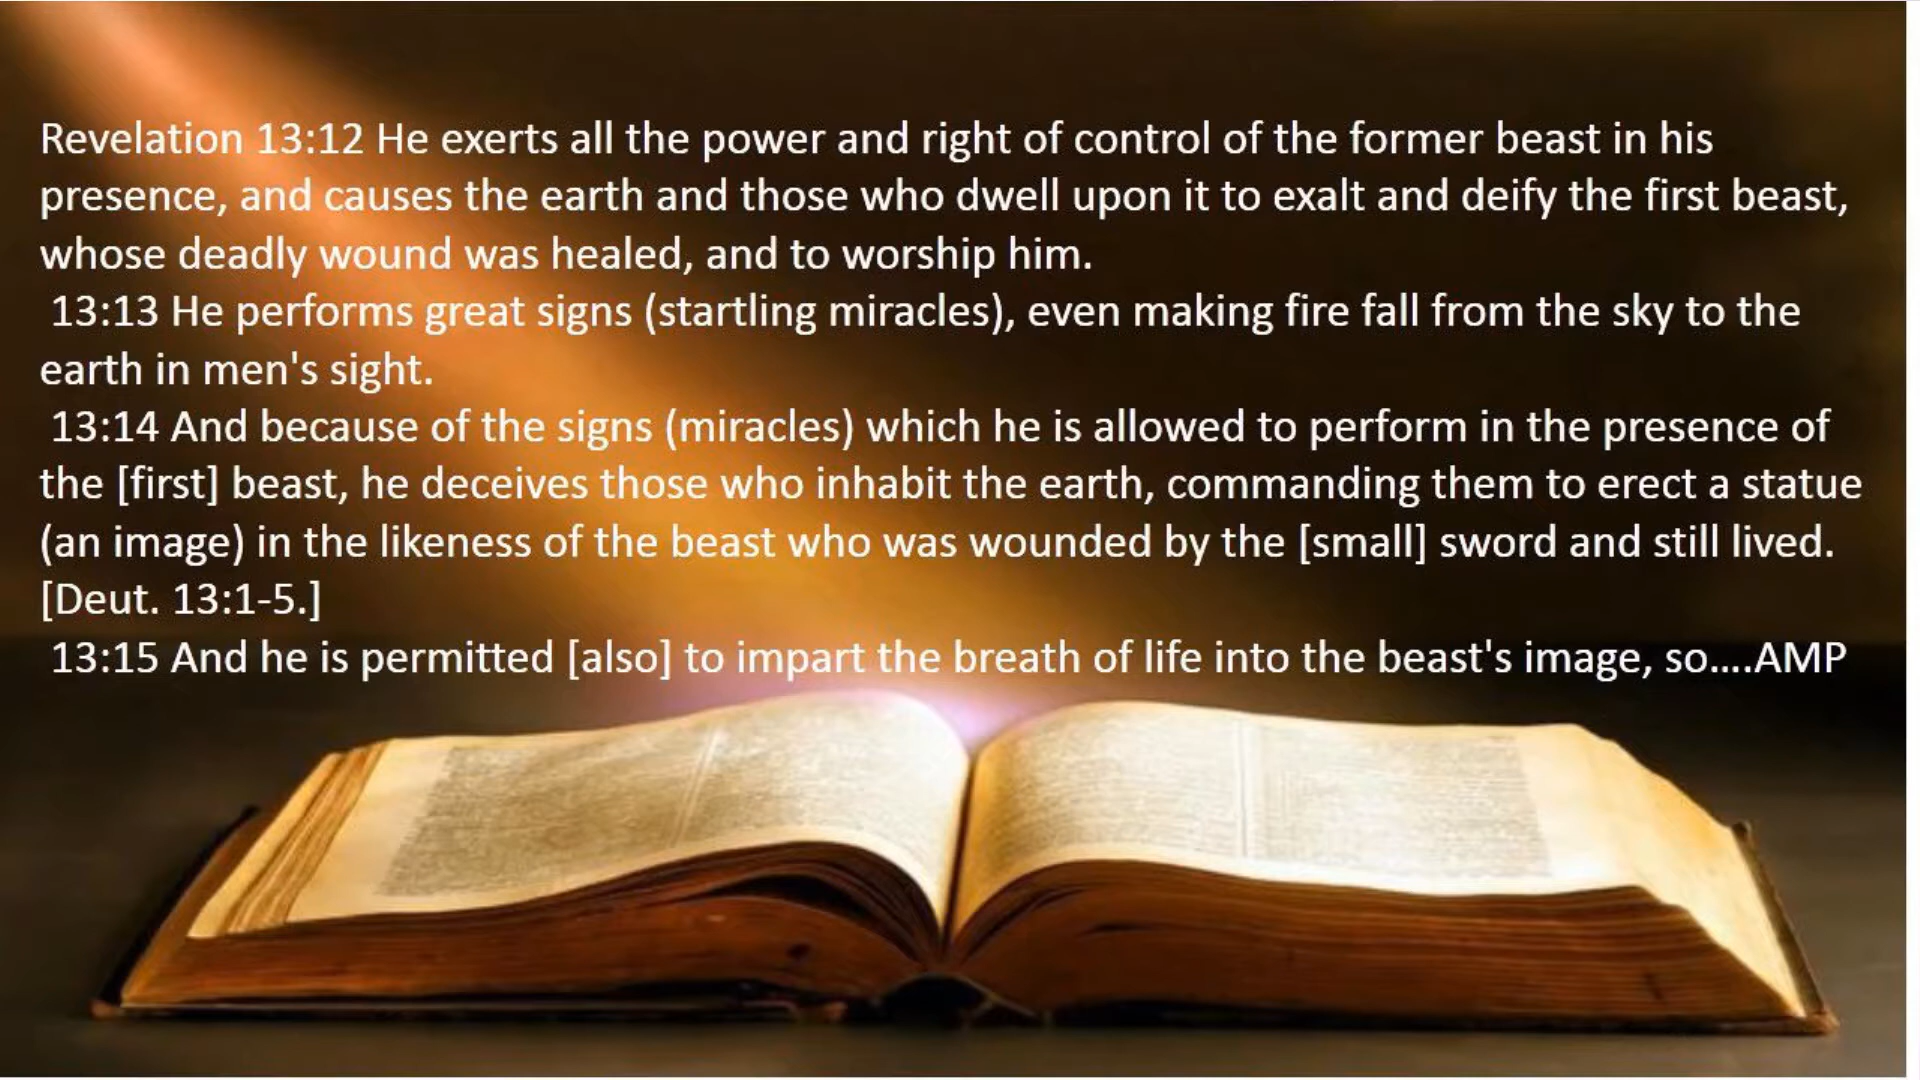 Revelation 13:12 He exerts all the power and right of control of the former beast in his
presence, and causes the earth and those who dwell upon it to exalt and deify the first beast,
whose deadly wound was healed, and to worship him.
13:13 He performs great signs (startling miracles), even making fire fall from the sky to the
earth in men's sight.
13:14 And because of the signs (miracles) which he is allowed to perform in the presence of
the [first] beast, he deceives those who inhabit the earth, commanding them to erect a statue
(an image) in the likeness of the beast who was wounded by the [small] sword and still lived.
[Deut. 13:1-5.]
13:15 And he is permitted [also] to impart the breath of life into the beast's image, so....AMP